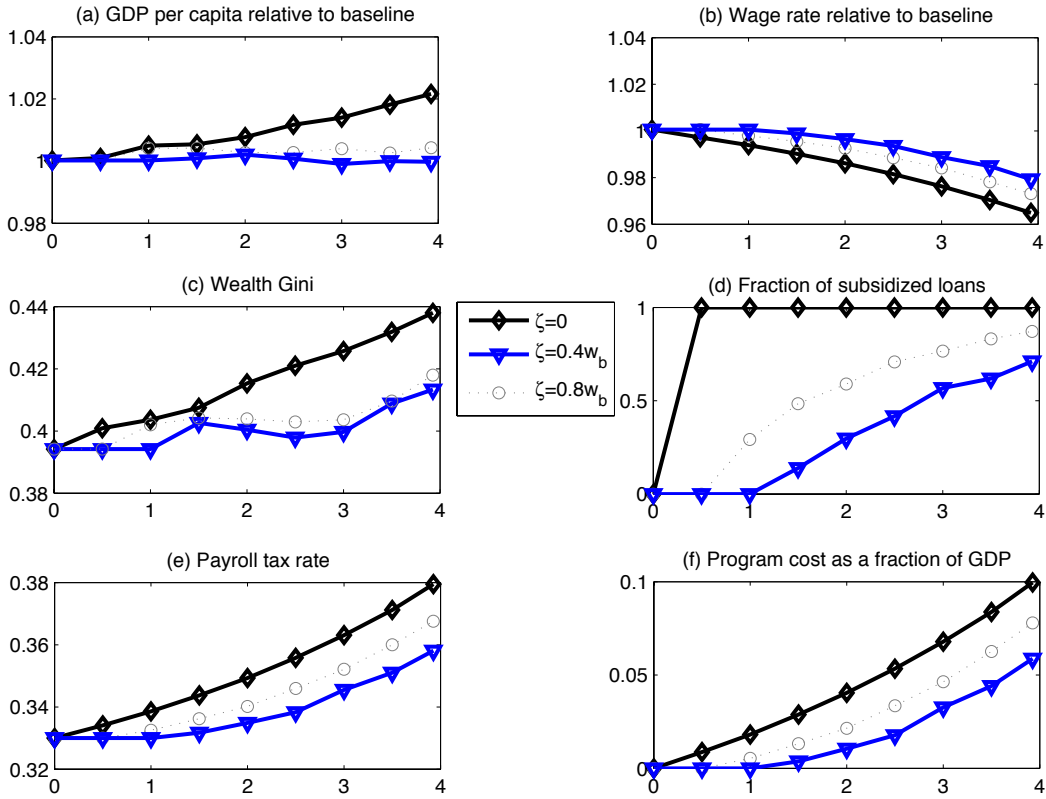 (a) GDP per capita relative to baseline
1.04
1.02
1
0.98
0 1 2 3 4
(b) Wage rate relative to baseline
1.04
1.02
1
0.98
0.96
0 1 2 3 4
(c) Wealth Gini
0.44
0.42
0.4
0.38
0 1 2 3 4
ζ=0
ζ=0.4w_b
ζ=0.8w_b
(d) Fraction of subsidized loans
1
0.5
0
0 1 2 3 4
(e) Payroll tax rate
0.38
0.36
0.34
0.32
0 1 2 3 4
(f) Program cost as a fraction of GDP
0.1
0.05
0
0 1 2 3 4